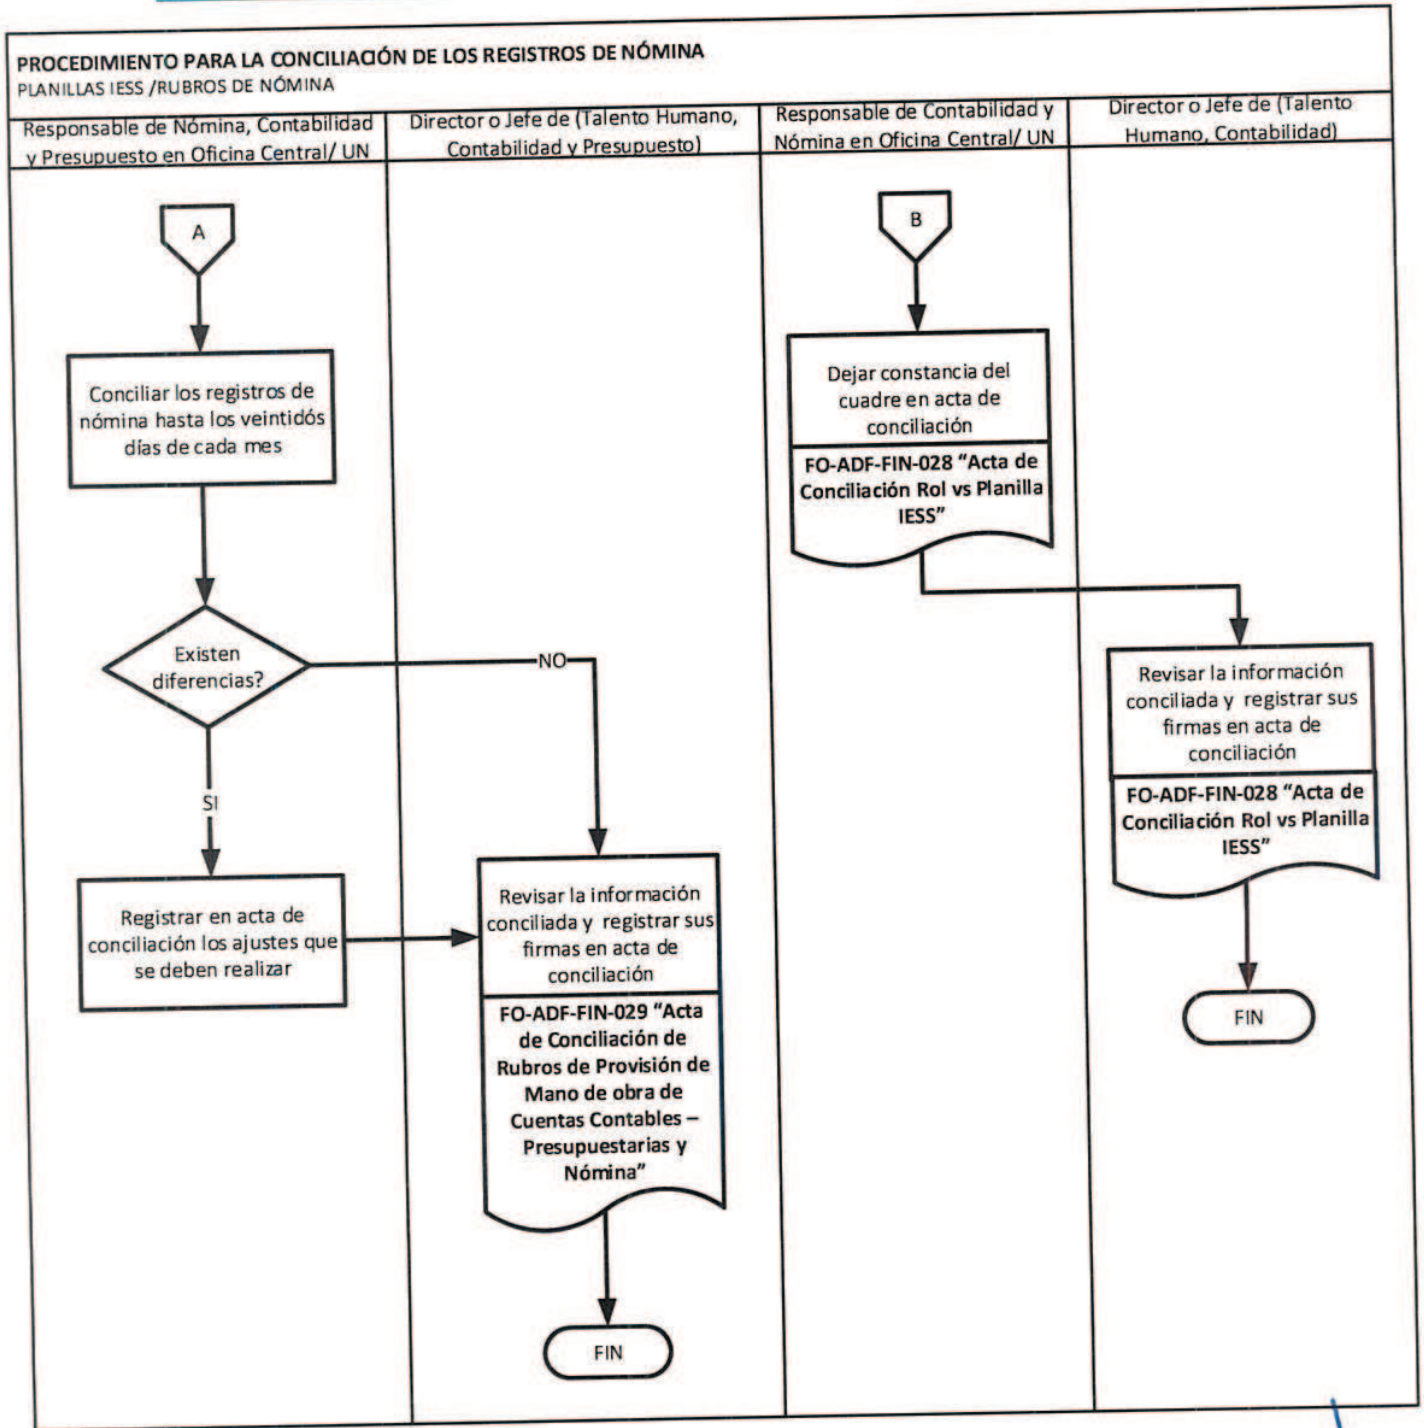 PROCEDIMIENTO PARA LA CONCILIACIÓN DE LOS REGISTROS DE NÓMINA
PLANILLAS IESS /RUBROS DE NÓMINA
Responsable de Nómina, Contabilidad
y Presupuesto en Oficina Central/ UN
Director o Jefe de (Talento Humano,
Contabilidad y Presupuesto)
Responsable de Contabilidad y
Nómina en Oficina Central/ UN
Director o Jefe de (Talento
Humano, Contabilidad)
A
Conciliar los registros de
nómina hasta los veintidós
días de cada mes
Existen
diferencias?
NO
SI
Registrar en acta de
conciliación los ajustes que
se deben realizar
Revisar la información
conciliada y registrar sus
firmas en acta de
conciliación
FO-ADF-FIN-029 “Acta
de Conciliación de
Rubros de Provisión de
Mano de obra de
Cuentas Contables –
Presupuestarias y
Nómina”
FIN
B
Dejar constancia del
cuadre en acta de
conciliación
FO-ADF-FIN-028 “Acta de
Conciliación Rol vs Planilla
IESS”
Revisar la información
conciliada y registrar sus
firmas en acta de
conciliación
FO-ADF-FIN-028 “Acta de
Conciliación Rol vs Planilla
IESS”
FIN